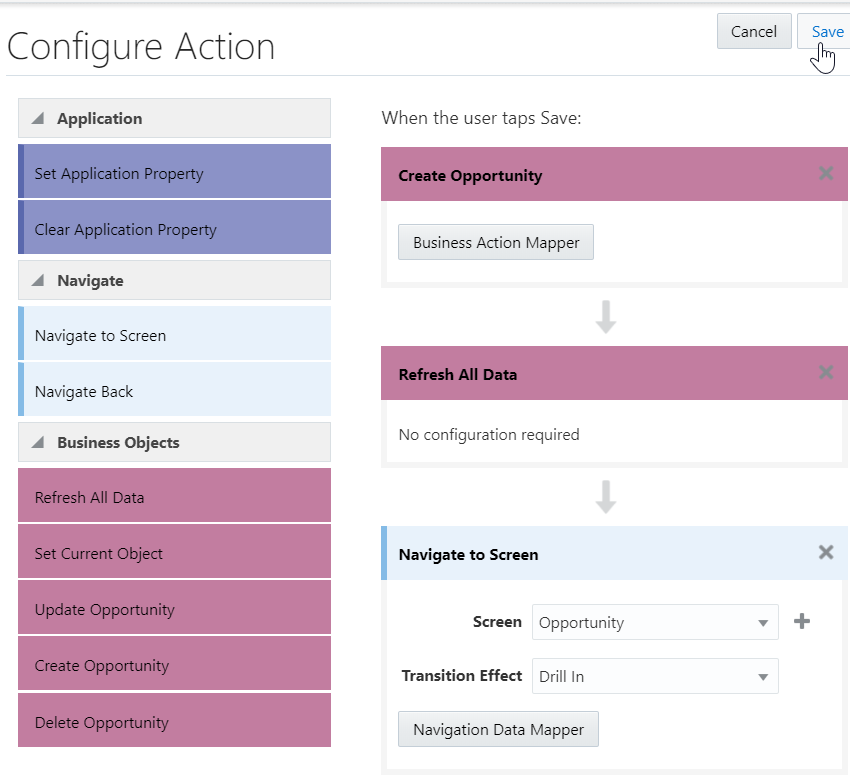 Configure Action
Cancel
Save
Application
Set Application Property
Clear Application Property
Navigate
Navigate to Screen
Navigate Back
Business Objects
Refresh All Data
Set Current Object
Update Opportunity
Create Opportunity
Delete Opportunity
When the user taps Save:
Create Opportunity
Business Action Mapper
Refresh All Data
No configuration required
Navigate to Screen
Screen Opportunity
Transition Effect Drill In
Navigation Data Mapper